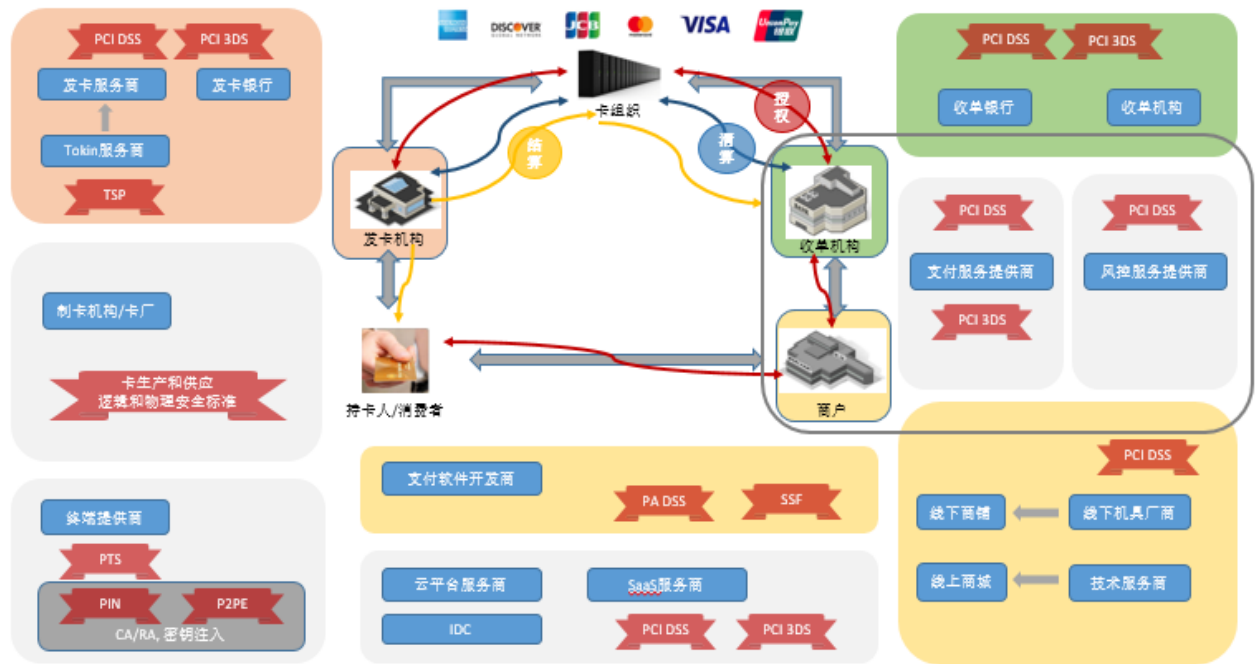 AMERICAN EXPRESS
DISCOVER
GLOBAL NETWORK
JCB
mastercard
VISA
UnionPay
银联
PCI DSS
PCI 3DS
发卡服务商
发卡银行
Tokin服务商
TSP
卡组织
授权
清算
结算
发卡机构
收单机构
持卡人/消费者
商户
PCI DSS
PCI 3DS
收单银行
收单机构
PCI DSS
支付服务提供商
PCI 3DS
PCI DSS
风控服务提供商
制卡机构/卡厂
卡生产和供应
逻辑和物理安全标准
终端提供商
PTS
PIN
P2PE
CA/RA, 密钥注入
支付软件开发商
PA DSS
SSF
云平台服务商
SaaS服务商
IDC
PCI DSS
PCI 3DS
PCI DSS
线下商铺
线下机具厂商
线上商城
技术服务商